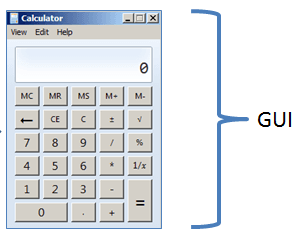 Calculator
View Edit Help
0
MC MR MS M+ M-
← CE C ± √
7 8 9 / %
4 5 6 * 1/x
1 2 3 - =
0 . +
GUI